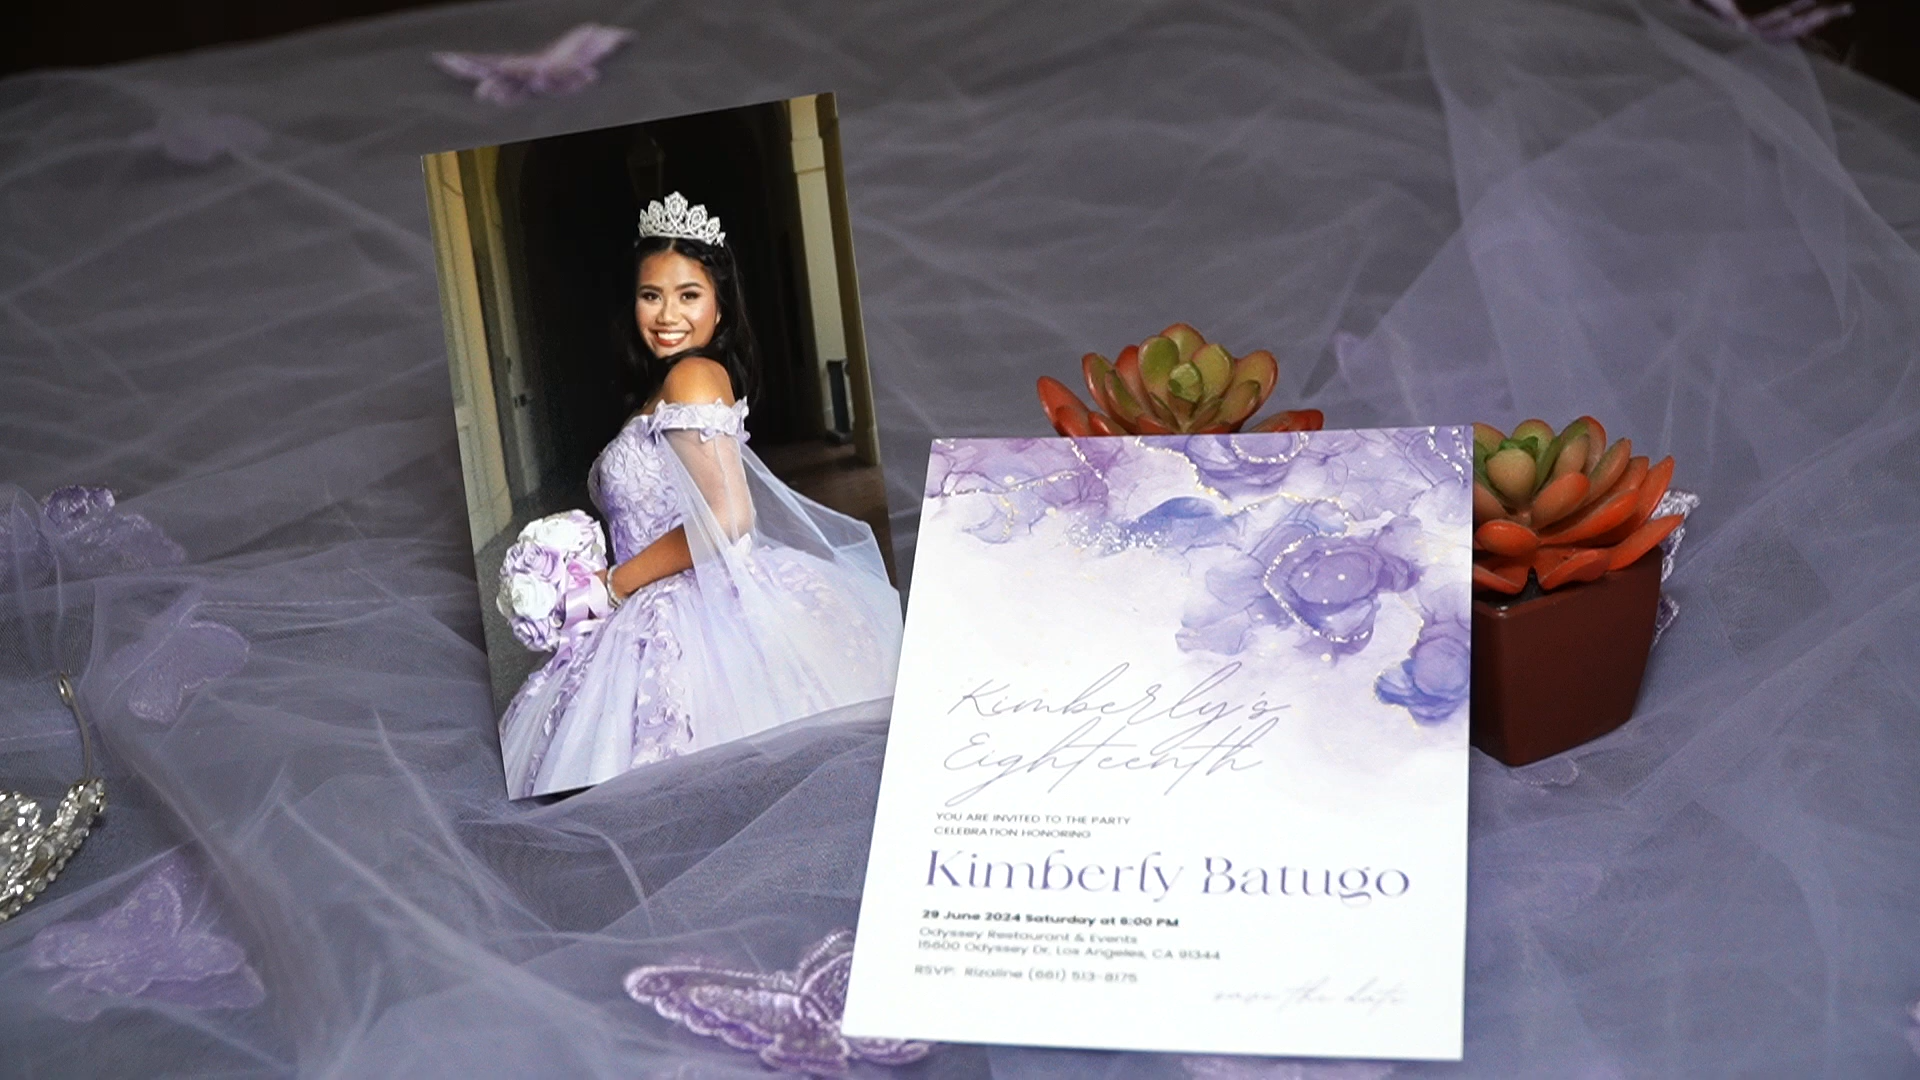 Kimberly's
Eighteenth
YOU ARE INVITED TO THE PARTY
CELEBRATION HONORING
Kimberly Batugo
29 June 2024 Saturday at 6:00 PM
Odyssey Restaurant & Events
15600 Odyssey Dr, Los Angeles, CA 91344
RSVP: Rizaline (661) 513-8175
save the date